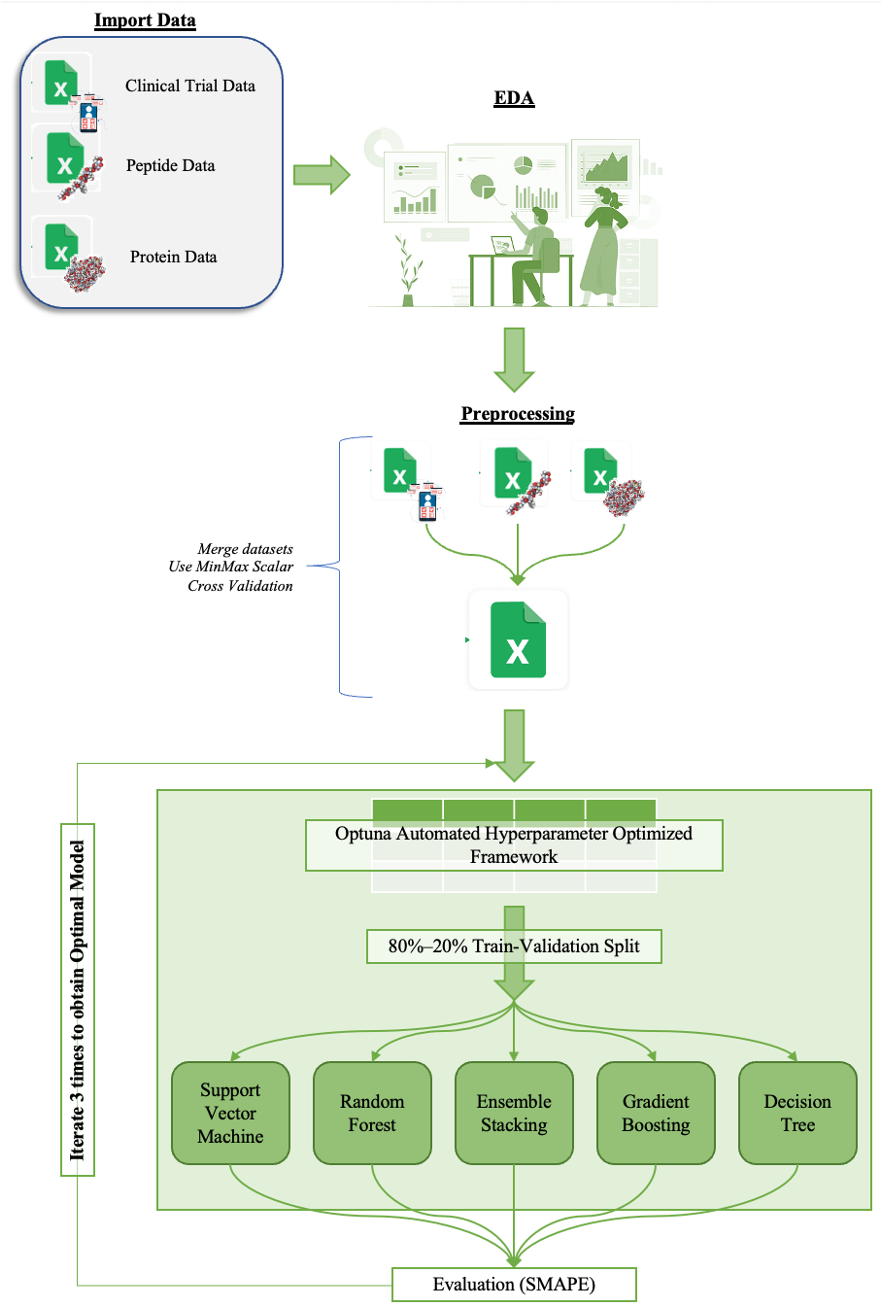 Import Data
Clinical Trial Data
Peptide Data
Protein Data
EDA
Preprocessing
Merge datasets
Use MinMax Scalar
Cross Validation
Optuna Automated Hyperparameter Optimized
Framework
80%–20% Train-Validation Split
Iterate 3 times to obtain Optimal Model
Support
Vector
Machine
Random
Forest
Ensemble
Stacking
Gradient
Boosting
Decision
Tree
Evaluation (SMAPE)